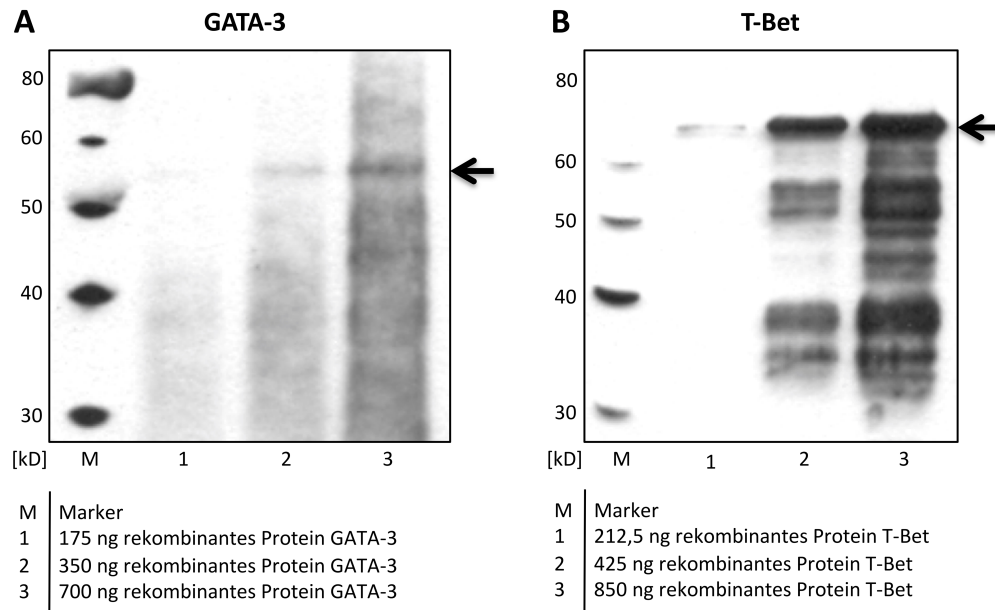 A GATA-3
80
60
50
40
30
[kD] M 1 2 3
M Marker
1 175 ng rekombinantes Protein GATA-3
2 350 ng rekombinantes Protein GATA-3
3 700 ng rekombinantes Protein GATA-3
B T-Bet
80
60
50
40
30
[kD] M 1 2 3
M Marker
1 212,5 ng rekombinantes Protein T-Bet
2 425 ng rekombinantes Protein T-Bet
3 850 ng rekombinantes Protein T-Bet